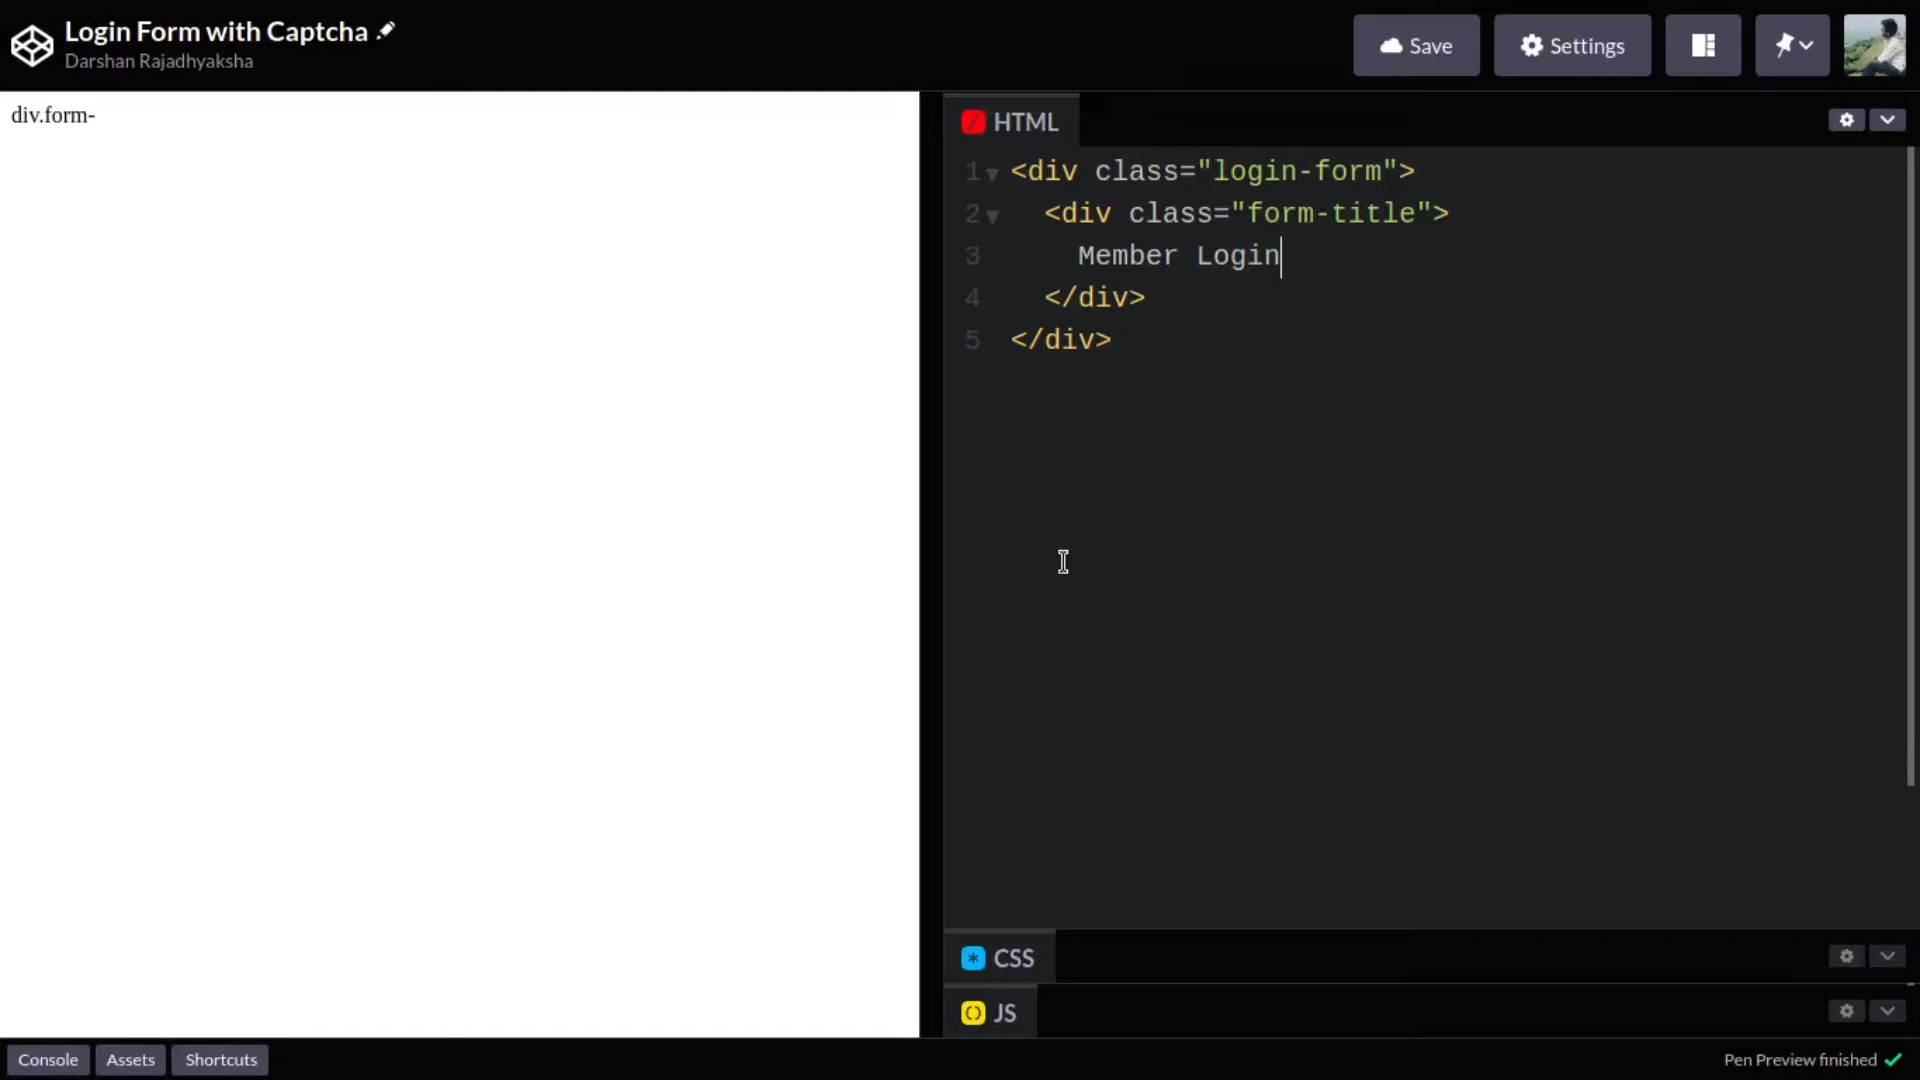 Login Form with Captcha
Darshan Rajadhyaksha
Save
Settings
div.form-
HTML
1 <div class="login-form">
2 <div class="form-title">
3 Member Login
4 </div>
5 </div>
CSS
JS
Console
Assets
Shortcuts
Pen Preview finished